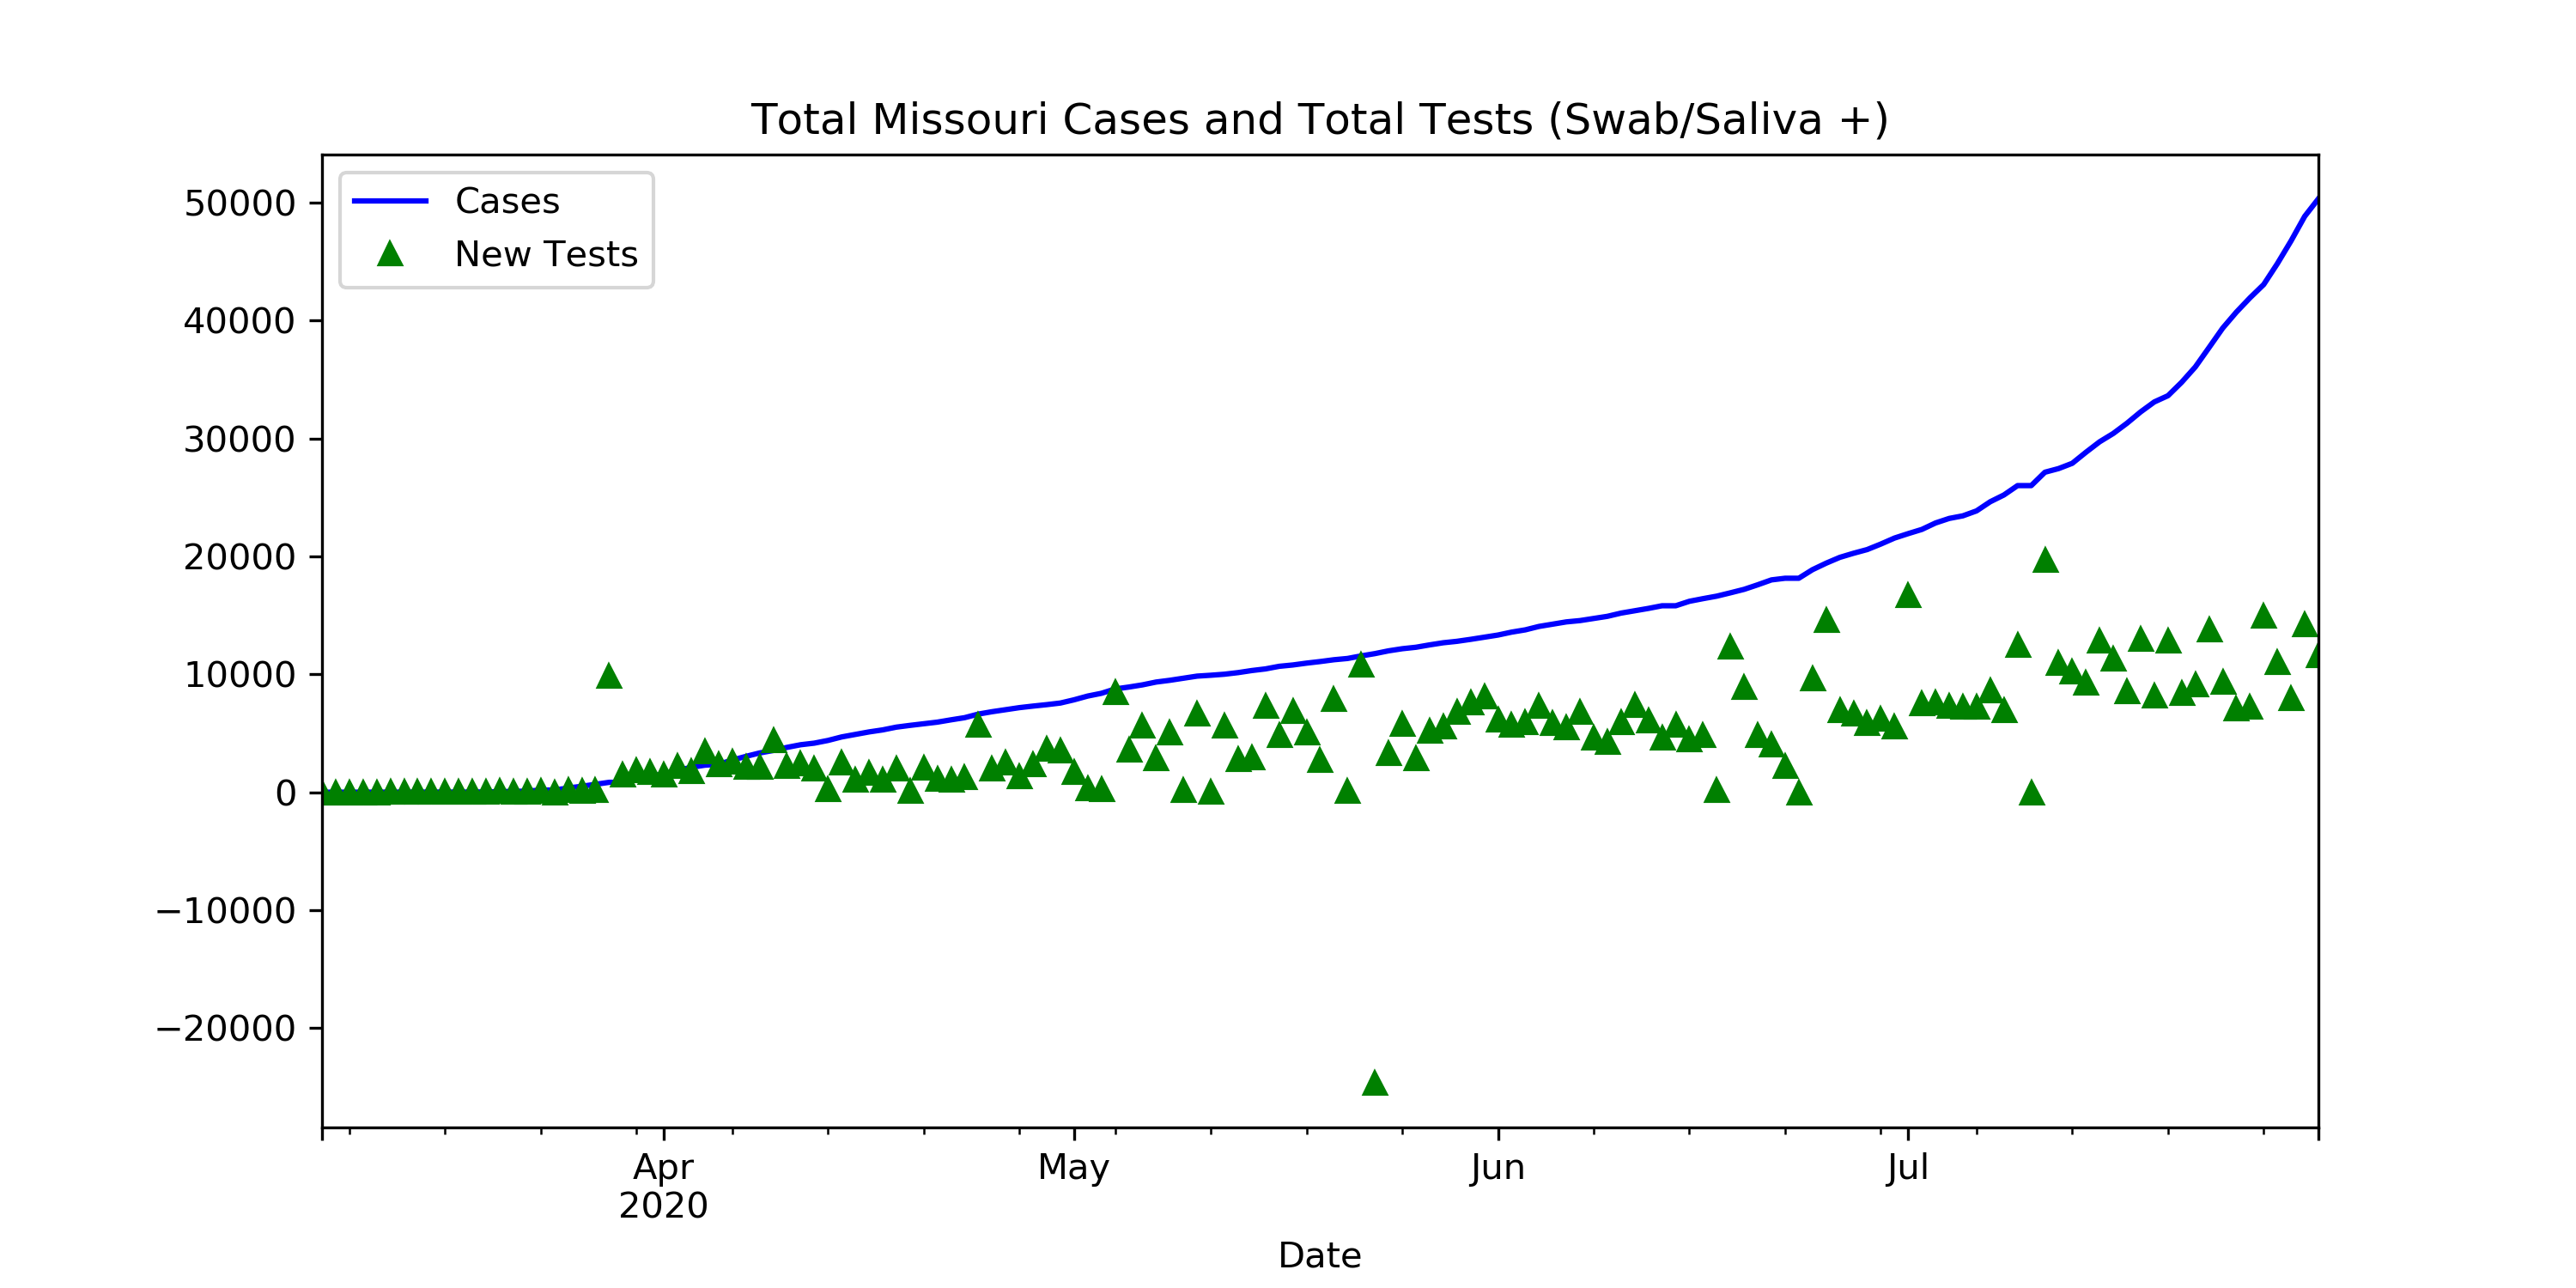 Total Missouri Cases and Total Tests (Swab/Saliva +)
Cases
New Tests
50000
40000
30000
20000
10000
0
−10000
−20000
Apr
2020
May
Jun
Jul
Date